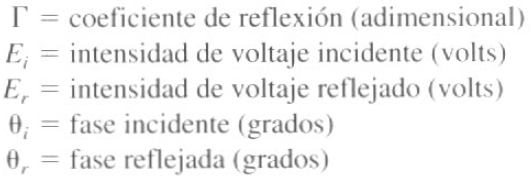 Γ = coeficiente de reflexión (adimensional)
E_i = intensidad de voltaje incidente (volts)
E_r = intensidad de voltaje reflejado (volts)
θ_i = fase incidente (grados)
θ_r = fase reflejada (grados)